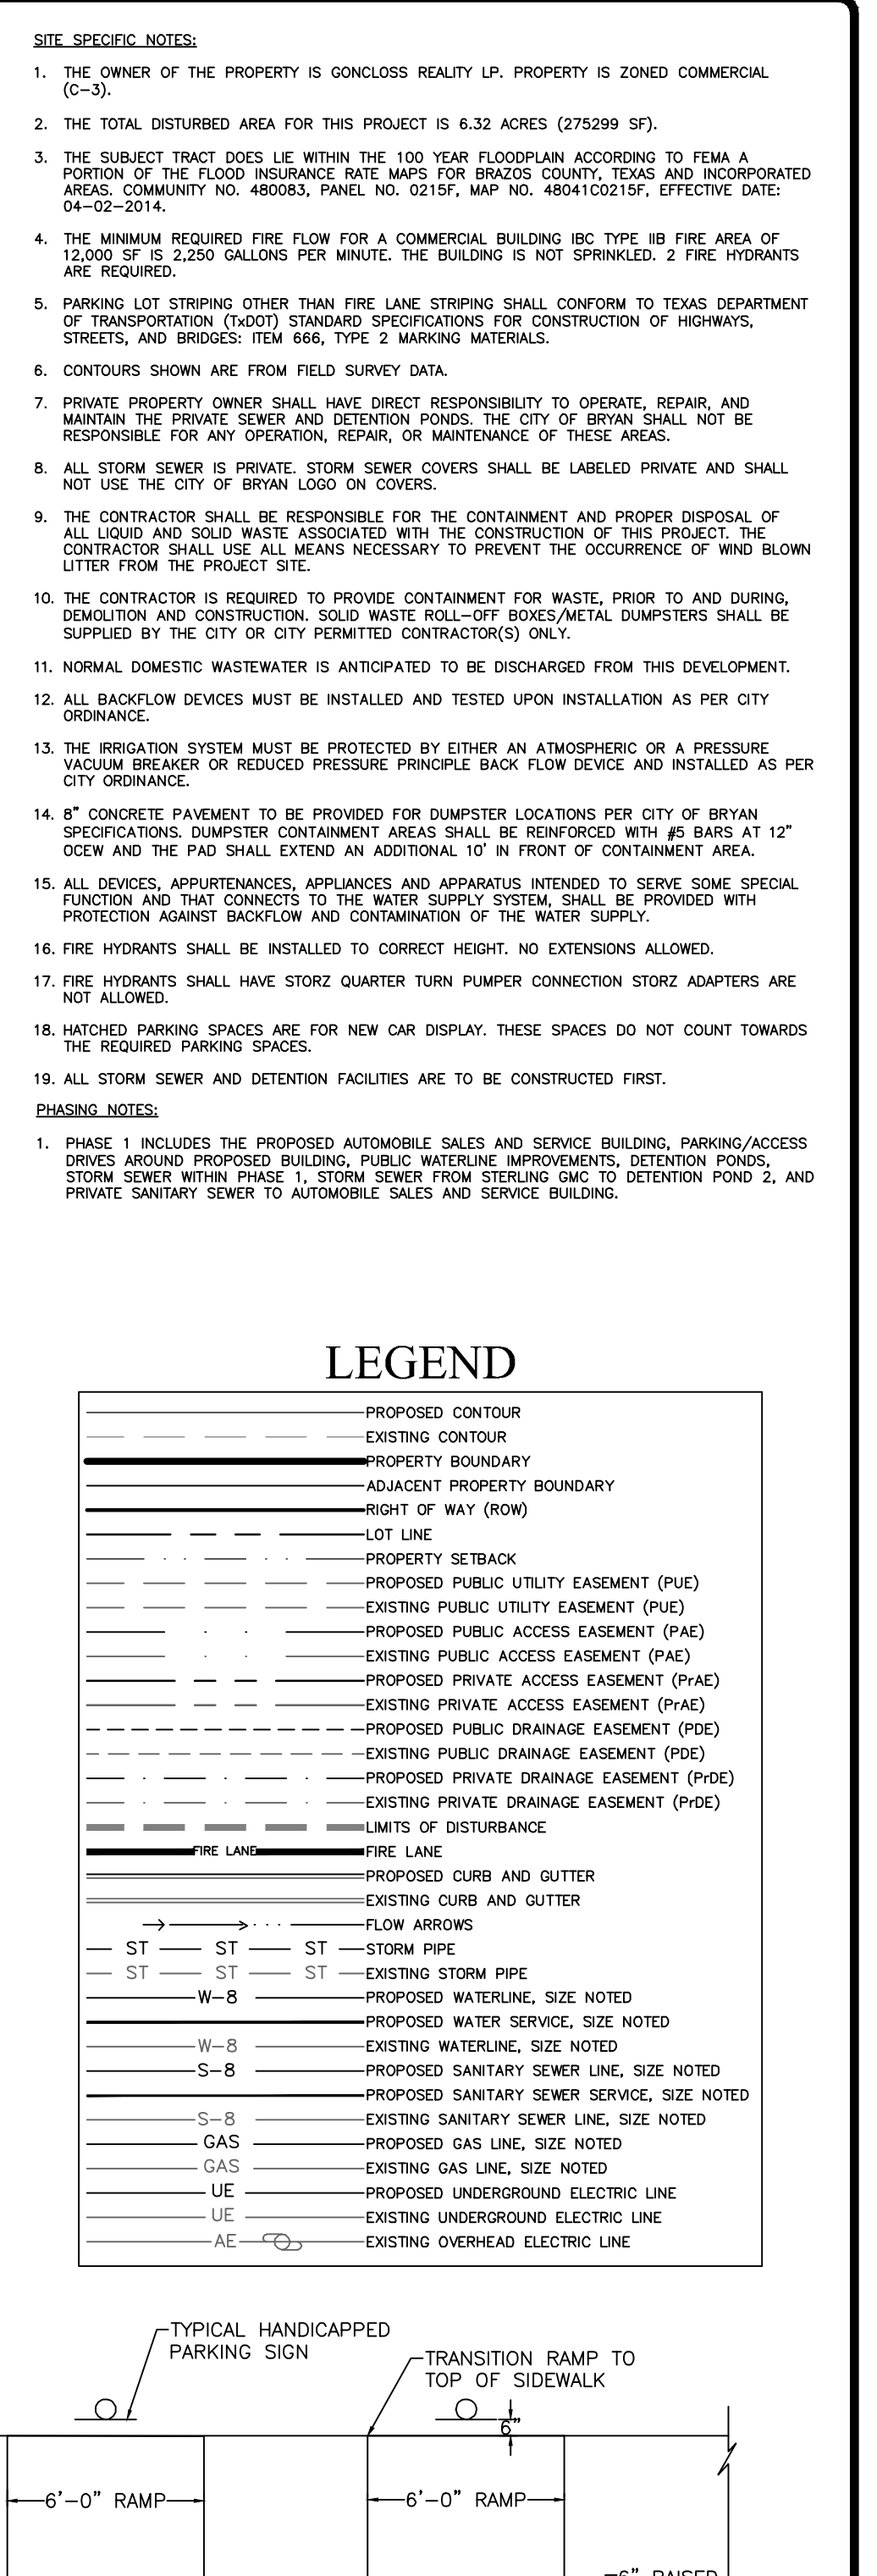 SITE SPECIFIC NOTES:
1. THE OWNER OF THE PROPERTY IS GONCLOSS REALITY LP. PROPERTY IS ZONED COMMERCIAL
(C-3).
2. THE TOTAL DISTURBED AREA FOR THIS PROJECT IS 6.32 ACRES (275299 SF).
3. THE SUBJECT TRACT DOES LIE WITHIN THE 100 YEAR FLOODPLAIN ACCORDING TO FEMA A
PORTION OF THE FLOOD INSURANCE RATE MAPS FOR BRAZOS COUNTY, TEXAS AND INCORPORATED
AREAS. COMMUNITY NO. 480083, PANEL NO. 0215F, MAP NO. 48041C0215F, EFFECTIVE DATE:
04-02-2014.
4. THE MINIMUM REQUIRED FIRE FLOW FOR A COMMERCIAL BUILDING IBC TYPE IIB FIRE AREA OF
12,000 SF IS 2,250 GALLONS PER MINUTE. THE BUILDING IS NOT SPRINKLED. 2 FIRE HYDRANTS
ARE REQUIRED.
5. PARKING LOT STRIPING OTHER THAN FIRE LANE STRIPING SHALL CONFORM TO TEXAS DEPARTMENT
OF TRANSPORTATION (TxDOT) STANDARD SPECIFICATIONS FOR CONSTRUCTION OF HIGHWAYS,
STREETS, AND BRIDGES: ITEM 666, TYPE 2 MARKING MATERIALS.
6. CONTOURS SHOWN ARE FROM FIELD SURVEY DATA.
7. PRIVATE PROPERTY OWNER SHALL HAVE DIRECT RESPONSIBILITY TO OPERATE, REPAIR, AND
MAINTAIN THE PRIVATE SEWER AND DETENTION PONDS. THE CITY OF BRYAN SHALL NOT BE
RESPONSIBLE FOR ANY OPERATION, REPAIR, OR MAINTENANCE OF THESE AREAS.
8. ALL STORM SEWER IS PRIVATE. STORM SEWER COVERS SHALL BE LABELED PRIVATE AND SHALL
NOT USE THE CITY OF BRYAN LOGO ON COVERS.
9. THE CONTRACTOR SHALL BE RESPONSIBLE FOR THE CONTAINMENT AND PROPER DISPOSAL OF
ALL LIQUID AND SOLID WASTE ASSOCIATED WITH THE CONSTRUCTION OF THIS PROJECT. THE
CONTRACTOR SHALL USE ALL MEANS NECESSARY TO PREVENT THE OCCURRENCE OF WIND BLOWN
LITTER FROM THE PROJECT SITE.
10. THE CONTRACTOR IS REQUIRED TO PROVIDE CONTAINMENT FOR WASTE, PRIOR TO AND DURING,
DEMOLITION AND CONSTRUCTION. SOLID WASTE ROLL-OFF BOXES/METAL DUMPSTERS SHALL BE
SUPPLIED BY THE CITY OR CITY PERMITTED CONTRACTOR(S) ONLY.
11. NORMAL DOMESTIC WASTEWATER IS ANTICIPATED TO BE DISCHARGED FROM THIS DEVELOPMENT.
12. ALL BACKFLOW DEVICES MUST BE INSTALLED AND TESTED UPON INSTALLATION AS PER CITY
ORDINANCE.
13. THE IRRIGATION SYSTEM MUST BE PROTECTED BY EITHER AN ATMOSPHERIC OR A PRESSURE
VACUUM BREAKER OR REDUCED PRESSURE PRINCIPLE BACK FLOW DEVICE AND INSTALLED AS PER
CITY ORDINANCE.
14. 8" CONCRETE PAVEMENT TO BE PROVIDED FOR DUMPSTER LOCATIONS PER CITY OF BRYAN
SPECIFICATIONS. DUMPSTER CONTAINMENT AREAS SHALL BE REINFORCED WITH #5 BARS AT 12"
OCEW AND THE PAD SHALL EXTEND AN ADDITIONAL 10' IN FRONT OF CONTAINMENT AREA.
15. ALL DEVICES, APPURTENANCES, APPLIANCES AND APPARATUS INTENDED TO SERVE SOME SPECIAL
FUNCTION AND THAT CONNECTS TO THE WATER SUPPLY SYSTEM, SHALL BE PROVIDED WITH
PROTECTION AGAINST BACKFLOW AND CONTAMINATION OF THE WATER SUPPLY.
16. FIRE HYDRANTS SHALL BE INSTALLED TO CORRECT HEIGHT. NO EXTENSIONS ALLOWED.
17. FIRE HYDRANTS SHALL HAVE STORZ QUARTER TURN PUMPER CONNECTION STORZ ADAPTERS ARE
NOT ALLOWED.
18. HATCHED PARKING SPACES ARE FOR NEW CAR DISPLAY. THESE SPACES DO NOT COUNT TOWARDS
THE REQUIRED PARKING SPACES.
19. ALL STORM SEWER AND DETENTION FACILITIES ARE TO BE CONSTRUCTED FIRST.
PHASING NOTES:
1. PHASE 1 INCLUDES THE PROPOSED AUTOMOBILE SALES AND SERVICE BUILDING, PARKING/ACCESS
DRIVES AROUND PROPOSED BUILDING, PUBLIC WATERLINE IMPROVEMENTS, DETENTION PONDS,
STORM SEWER WITHIN PHASE 1, STORM SEWER FROM STERLING GMC TO DETENTION POND 2, AND
PRIVATE SANITARY SEWER TO AUTOMOBILE SALES AND SERVICE BUILDING.
LEGEND
PROPOSED CONTOUR
EXISTING CONTOUR
PROPERTY BOUNDARY
ADJACENT PROPERTY BOUNDARY
RIGHT OF WAY (ROW)
LOT LINE
PROPERTY SETBACK
PROPOSED PUBLIC UTILITY EASEMENT (PUE)
EXISTING PUBLIC UTILITY EASEMENT (PUE)
PROPOSED PUBLIC ACCESS EASEMENT (PAE)
EXISTING PUBLIC ACCESS EASEMENT (PAE)
PROPOSED PRIVATE ACCESS EASEMENT (PrAE)
EXISTING PRIVATE ACCESS EASEMENT (PrAE)
PROPOSED PUBLIC DRAINAGE EASEMENT (PDE)
EXISTING PUBLIC DRAINAGE EASEMENT (PDE)
PROPOSED PRIVATE DRAINAGE EASEMENT (PrDE)
EXISTING PRIVATE DRAINAGE EASEMENT (PrDE)
LIMITS OF DISTURBANCE
FIRE LANE FIRE LANE
PROPOSED CURB AND GUTTER
EXISTING CURB AND GUTTER
FLOW ARROWS
ST ST ST STORM PIPE
ST ST ST EXISTING STORM PIPE
W-8 PROPOSED WATERLINE, SIZE NOTED
PROPOSED WATER SERVICE, SIZE NOTED
W-8 EXISTING WATERLINE, SIZE NOTED
S-8 PROPOSED SANITARY SEWER LINE, SIZE NOTED
PROPOSED SANITARY SEWER SERVICE, SIZE NOTED
S-8 EXISTING SANITARY SEWER LINE, SIZE NOTED
GAS PROPOSED GAS LINE, SIZE NOTED
GAS EXISTING GAS LINE, SIZE NOTED
UE PROPOSED UNDERGROUND ELECTRIC LINE
UE EXISTING UNDERGROUND ELECTRIC LINE
AE EXISTING OVERHEAD ELECTRIC LINE
TYPICAL HANDICAPPED
PARKING SIGN
TRANSITION RAMP TO
TOP OF SIDEWALK
6"
6'-0" RAMP
6'-0" RAMP
6" RAISED